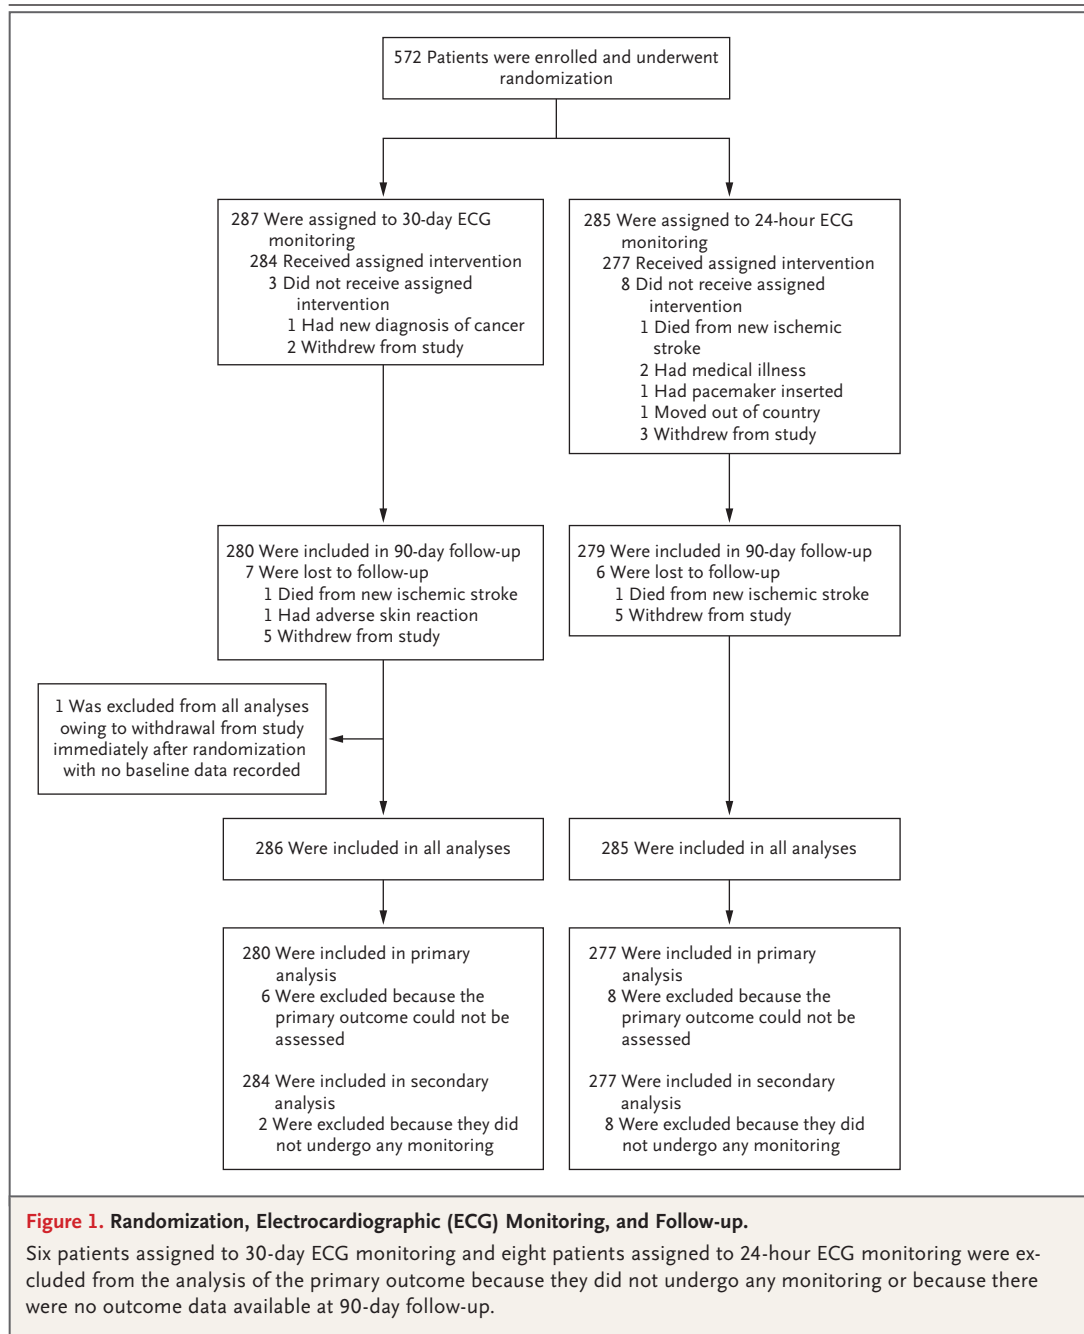 572 Patients were enrolled and underwent
randomization
287 Were assigned to 30-day ECG
monitoring
284 Received assigned intervention
3 Did not receive assigned
intervention
1 Had new diagnosis of cancer
2 Withdrew from study
285 Were assigned to 24-hour ECG
monitoring
277 Received assigned intervention
8 Did not receive assigned
intervention
1 Died from new ischemic
stroke
2 Had medical illness
1 Had pacemaker inserted
1 Moved out of country
3 Withdrew from study
280 Were included in 90-day follow-up
7 Were lost to follow-up
1 Died from new ischemic stroke
1 Had adverse skin reaction
5 Withdrew from study
279 Were included in 90-day follow-up
6 Were lost to follow-up
1 Died from new ischemic stroke
5 Withdrew from study
1 Was excluded from all analyses
owing to withdrawal from study
immediately after randomization
with no baseline data recorded
286 Were included in all analyses
285 Were included in all analyses
280 Were included in primary
analysis
6 Were excluded because the
primary outcome could not be
assessed
284 Were included in secondary
analysis
2 Were excluded because they did
not undergo any monitoring
277 Were included in primary
analysis
8 Were excluded because the
primary outcome could not be
assessed
277 Were included in secondary
analysis
8 Were excluded because they did
not undergo any monitoring
Figure 1. Randomization, Electrocardiographic (ECG) Monitoring, and Follow-up.
Six patients assigned to 30-day ECG monitoring and eight patients assigned to 24-hour ECG monitoring were ex-
cluded from the analysis of the primary outcome because they did not undergo any monitoring or because there
were no outcome data available at 90-day follow-up.